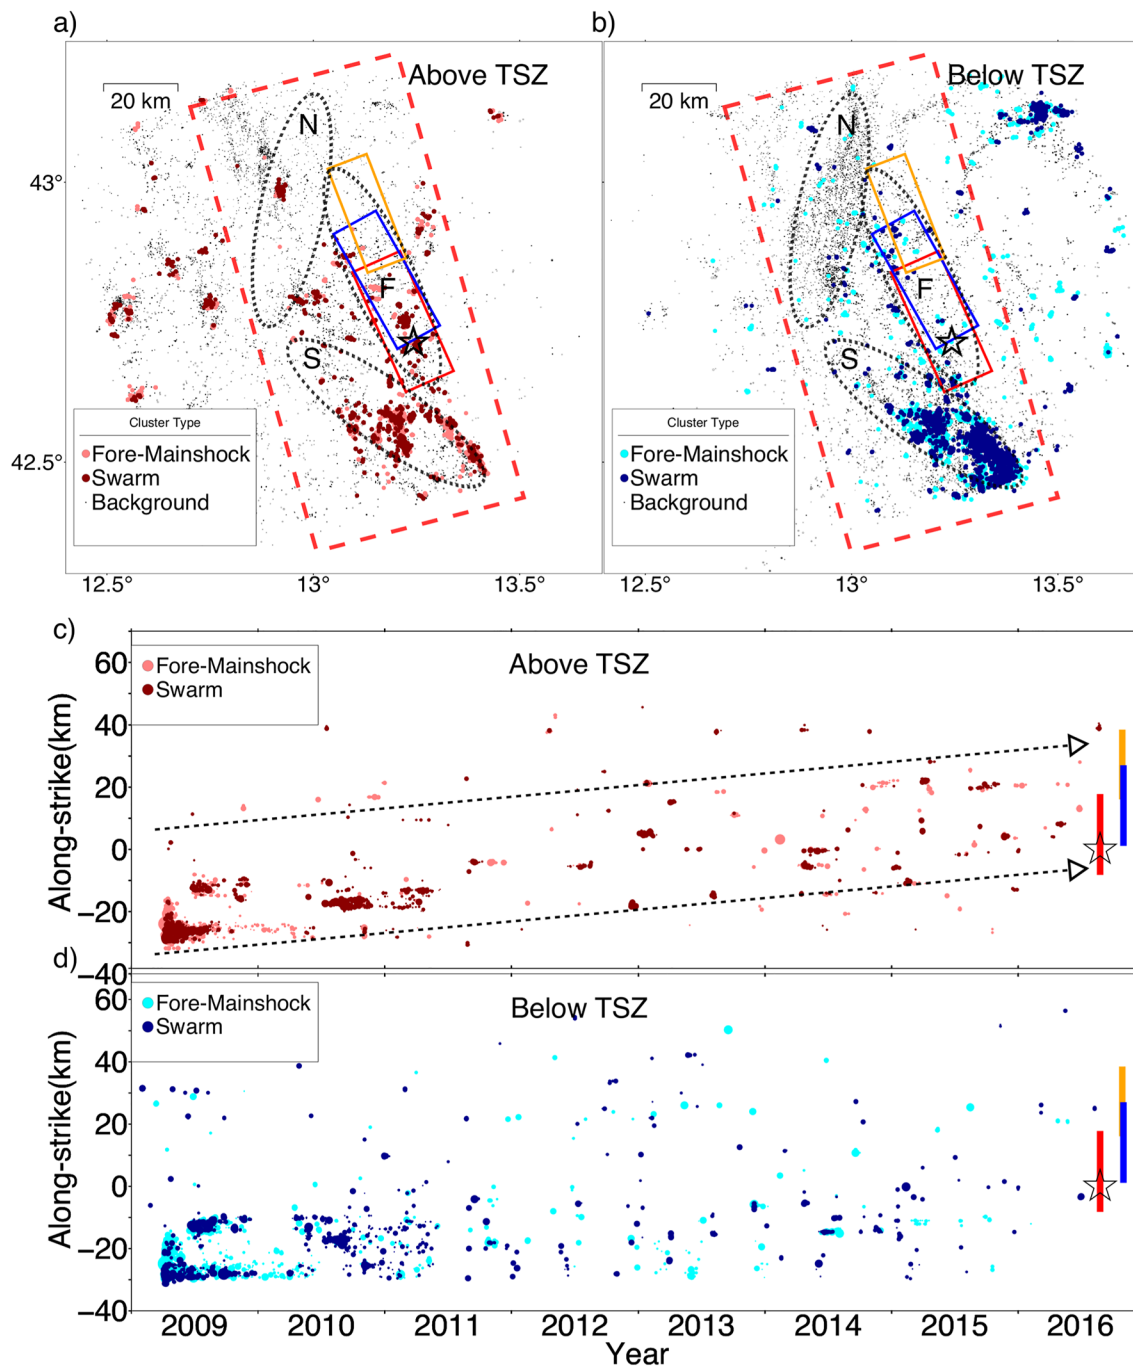 a)
b)
Above TSZ
Below TSZ
20 km
20 km
N
N
F
F
S
S
43°
42.5°
Cluster Type
Fore-Mainshock
Swarm
Background
Cluster Type
Fore-Mainshock
Swarm
Background
12.5°
13°
13.5°
12.5°
13°
13.5°
c)
Above TSZ
Fore-Mainshock
Swarm
Along-strike(km)
60
40
20
0
−20
−40
d)
Below TSZ
Fore-Mainshock
Swarm
Along-strike(km)
60
40
20
0
−20
−40
2009
2010
2011
2012
2013
2014
2015
2016
Year